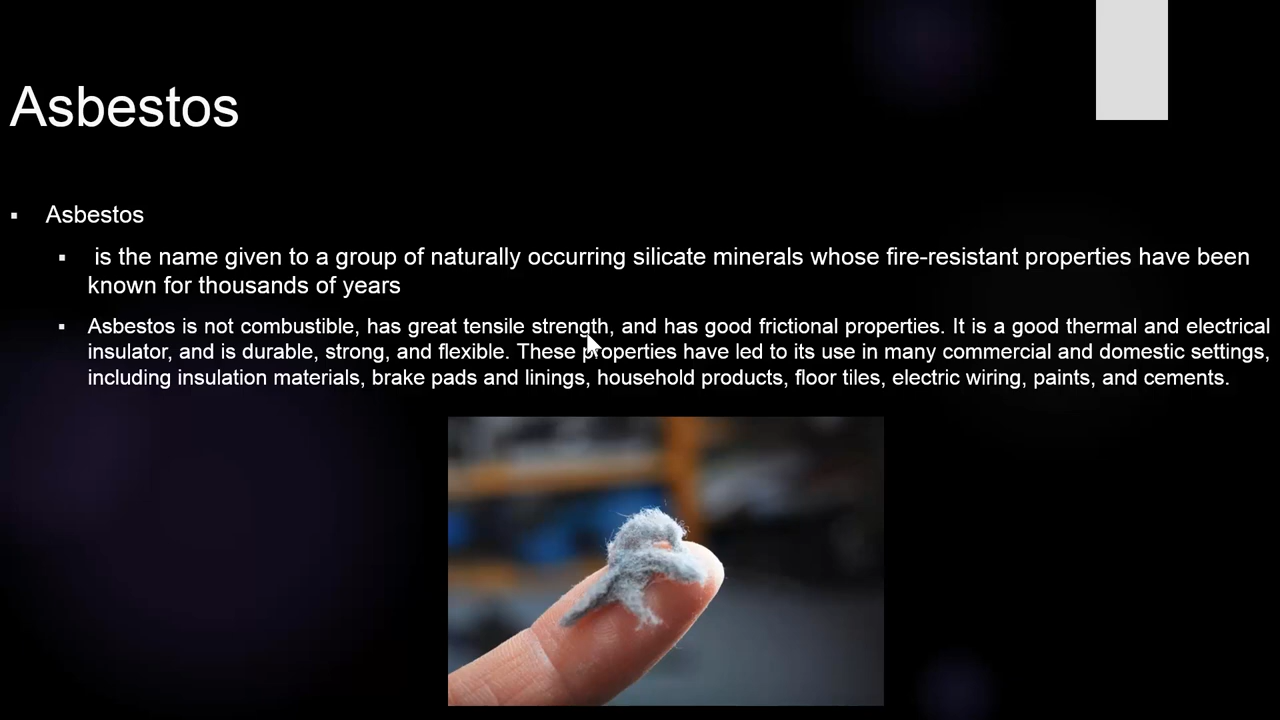 Asbestos
▪ Asbestos
▪ is the name given to a group of naturally occurring silicate minerals whose fire-resistant properties have been
known for thousands of years
▪ Asbestos is not combustible, has great tensile strength, and has good frictional properties. It is a good thermal and electrical
insulator, and is durable, strong, and flexible. These properties have led to its use in many commercial and domestic settings,
including insulation materials, brake pads and linings, household products, floor tiles, electric wiring, paints, and cements.